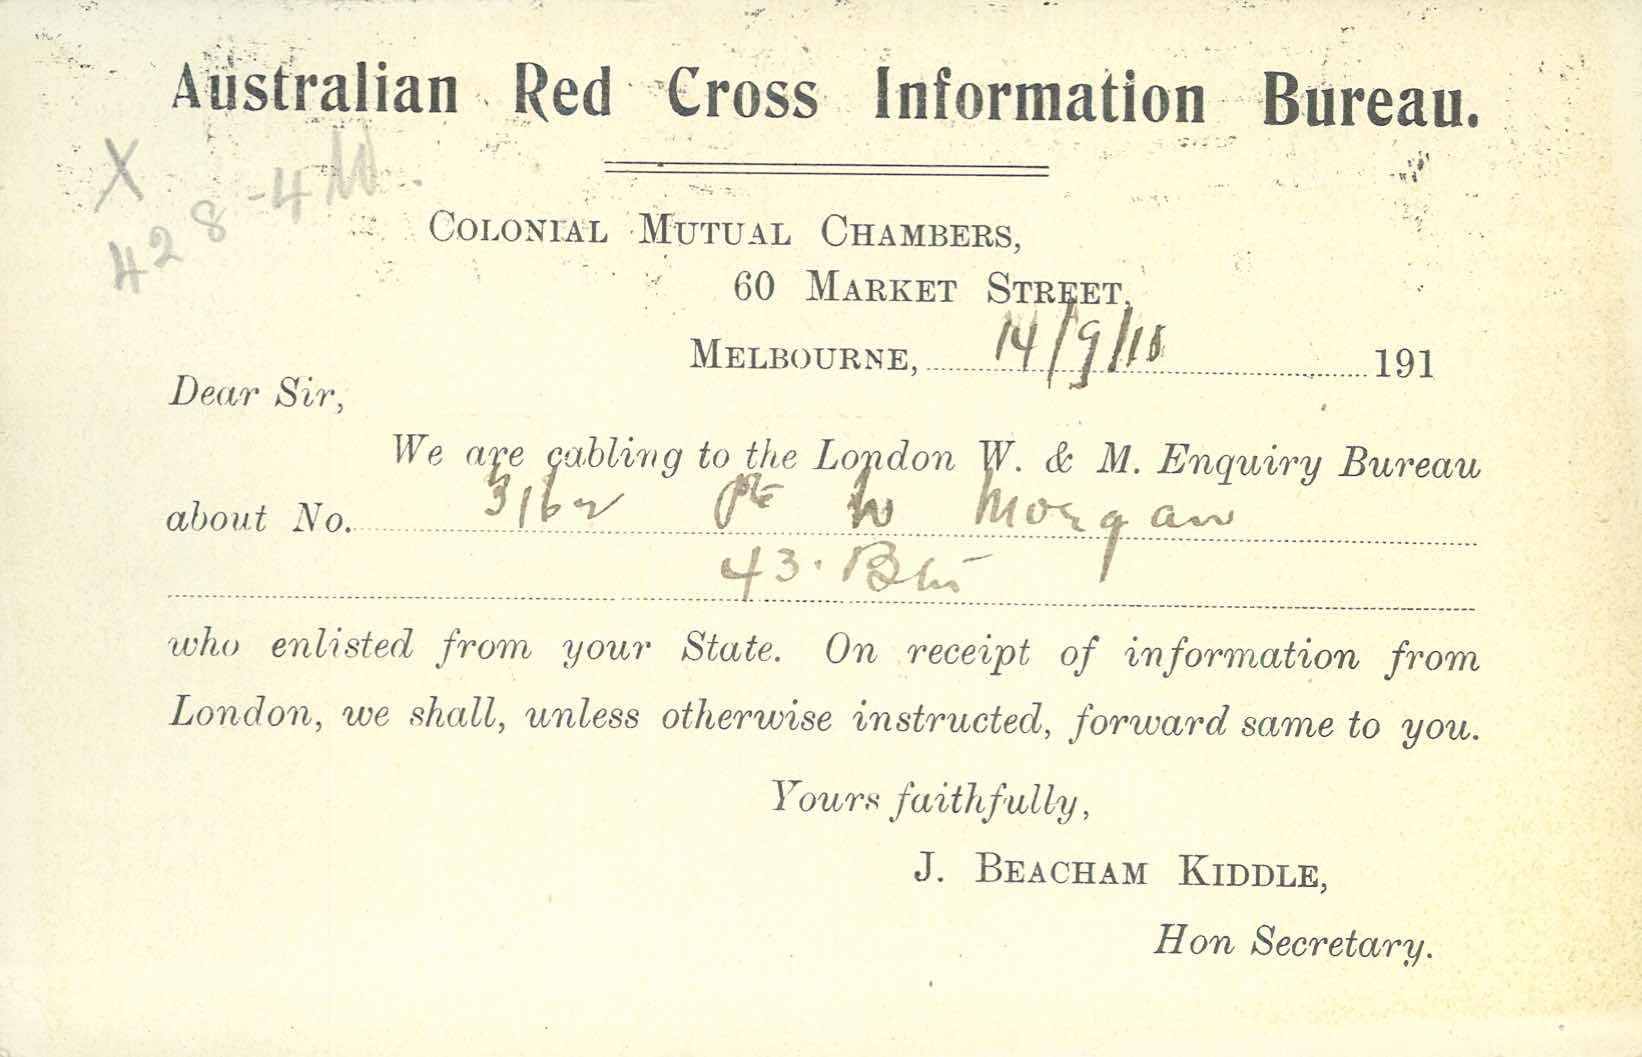 Australian Red Cross Information Bureau.
X
428-4M.
COLONIAL MUTUAL CHAMBERS,
60 MARKET STREET,
MELBOURNE, 14/9/18 191
Dear Sir,
We are cabling to the London W. & M. Enquiry Bureau
about No. 3162 Pte W Morgan
43. Btn
who enlisted from your State. On receipt of information from
London, we shall, unless otherwise instructed, forward same to you.
Yours faithfully,
J. BEACHAM KIDDLE,
Hon Secretary.